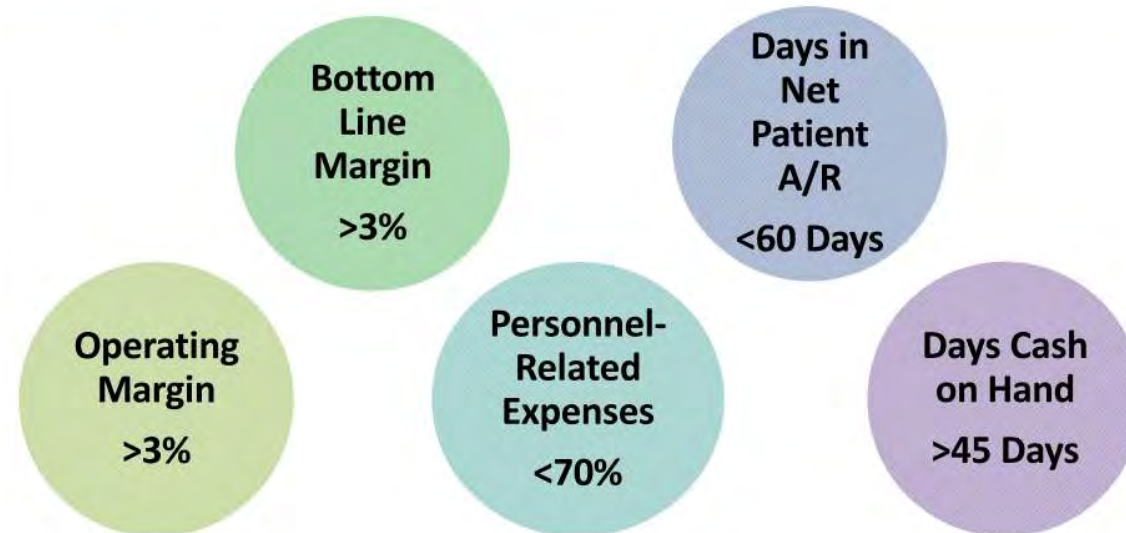 Bottom
Line
Margin
>3%
Days in
Net
Patient
A/R
<60 Days
Operating
Margin
>3%
Personnel-
Related
Expenses
<70%
Days Cash
on Hand
>45 Days